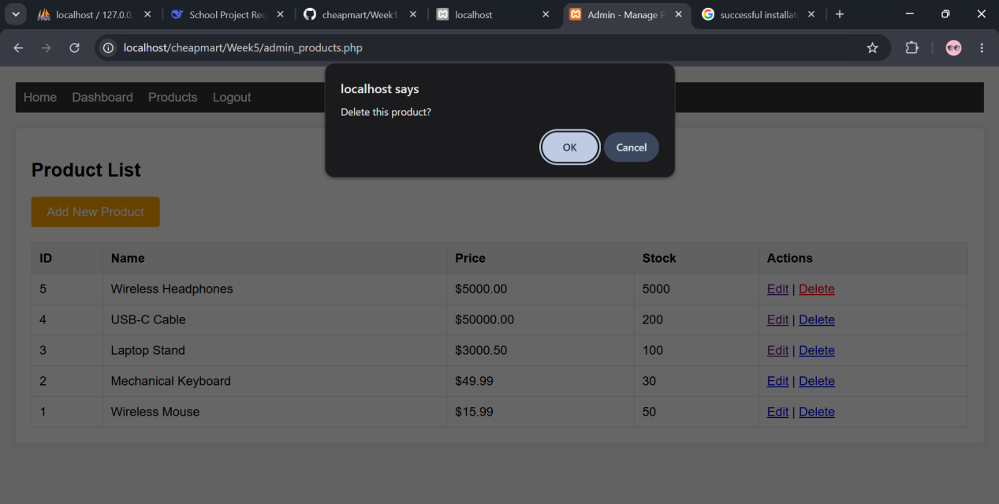 localhost / 127.0.0.
School Project Req
cheapmart/Week1
localhost
Admin - Manage P
successful installati
localhost/cheapmart/Week5/admin_products.php
localhost says
Delete this product?
OK Cancel
Home Dashboard Products Logout
Product List
Add New Product
ID Name Price Stock Actions
5 Wireless Headphones $5000.00 5000 Edit | Delete
4 USB-C Cable $50000.00 200 Edit | Delete
3 Laptop Stand $3000.50 100 Edit | Delete
2 Mechanical Keyboard $49.99 30 Edit | Delete
1 Wireless Mouse $15.99 50 Edit | Delete